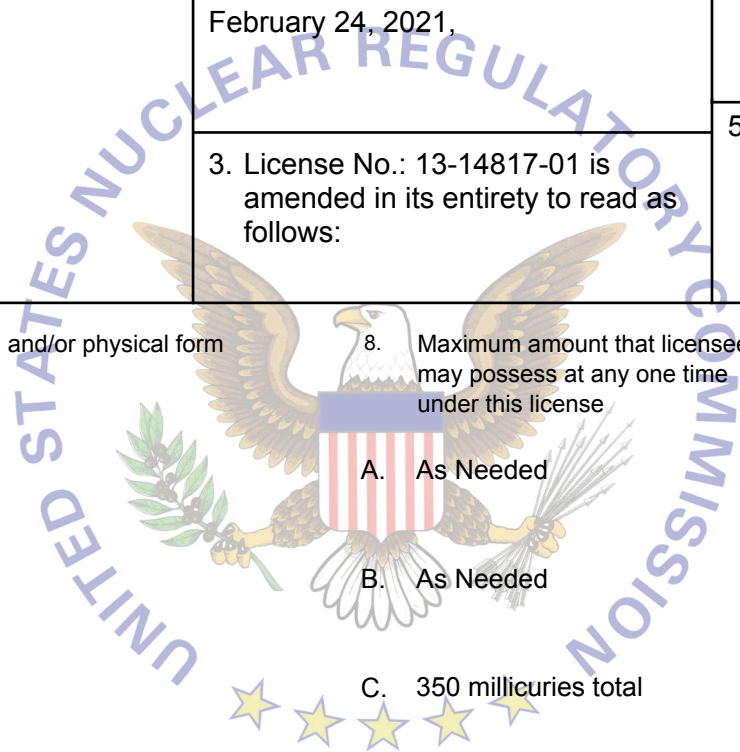 February 24, 2021,
5
3. License No.: 13-14817-01 is
amended in its entirety to read as
follows:
and/or physical form
8. Maximum amount that licensee
may possess at any one time
under this license
A. As Needed
B. As Needed
C. 350 millicuries total
UNITED STATES NUCLEAR REGULATORY COMMISSION